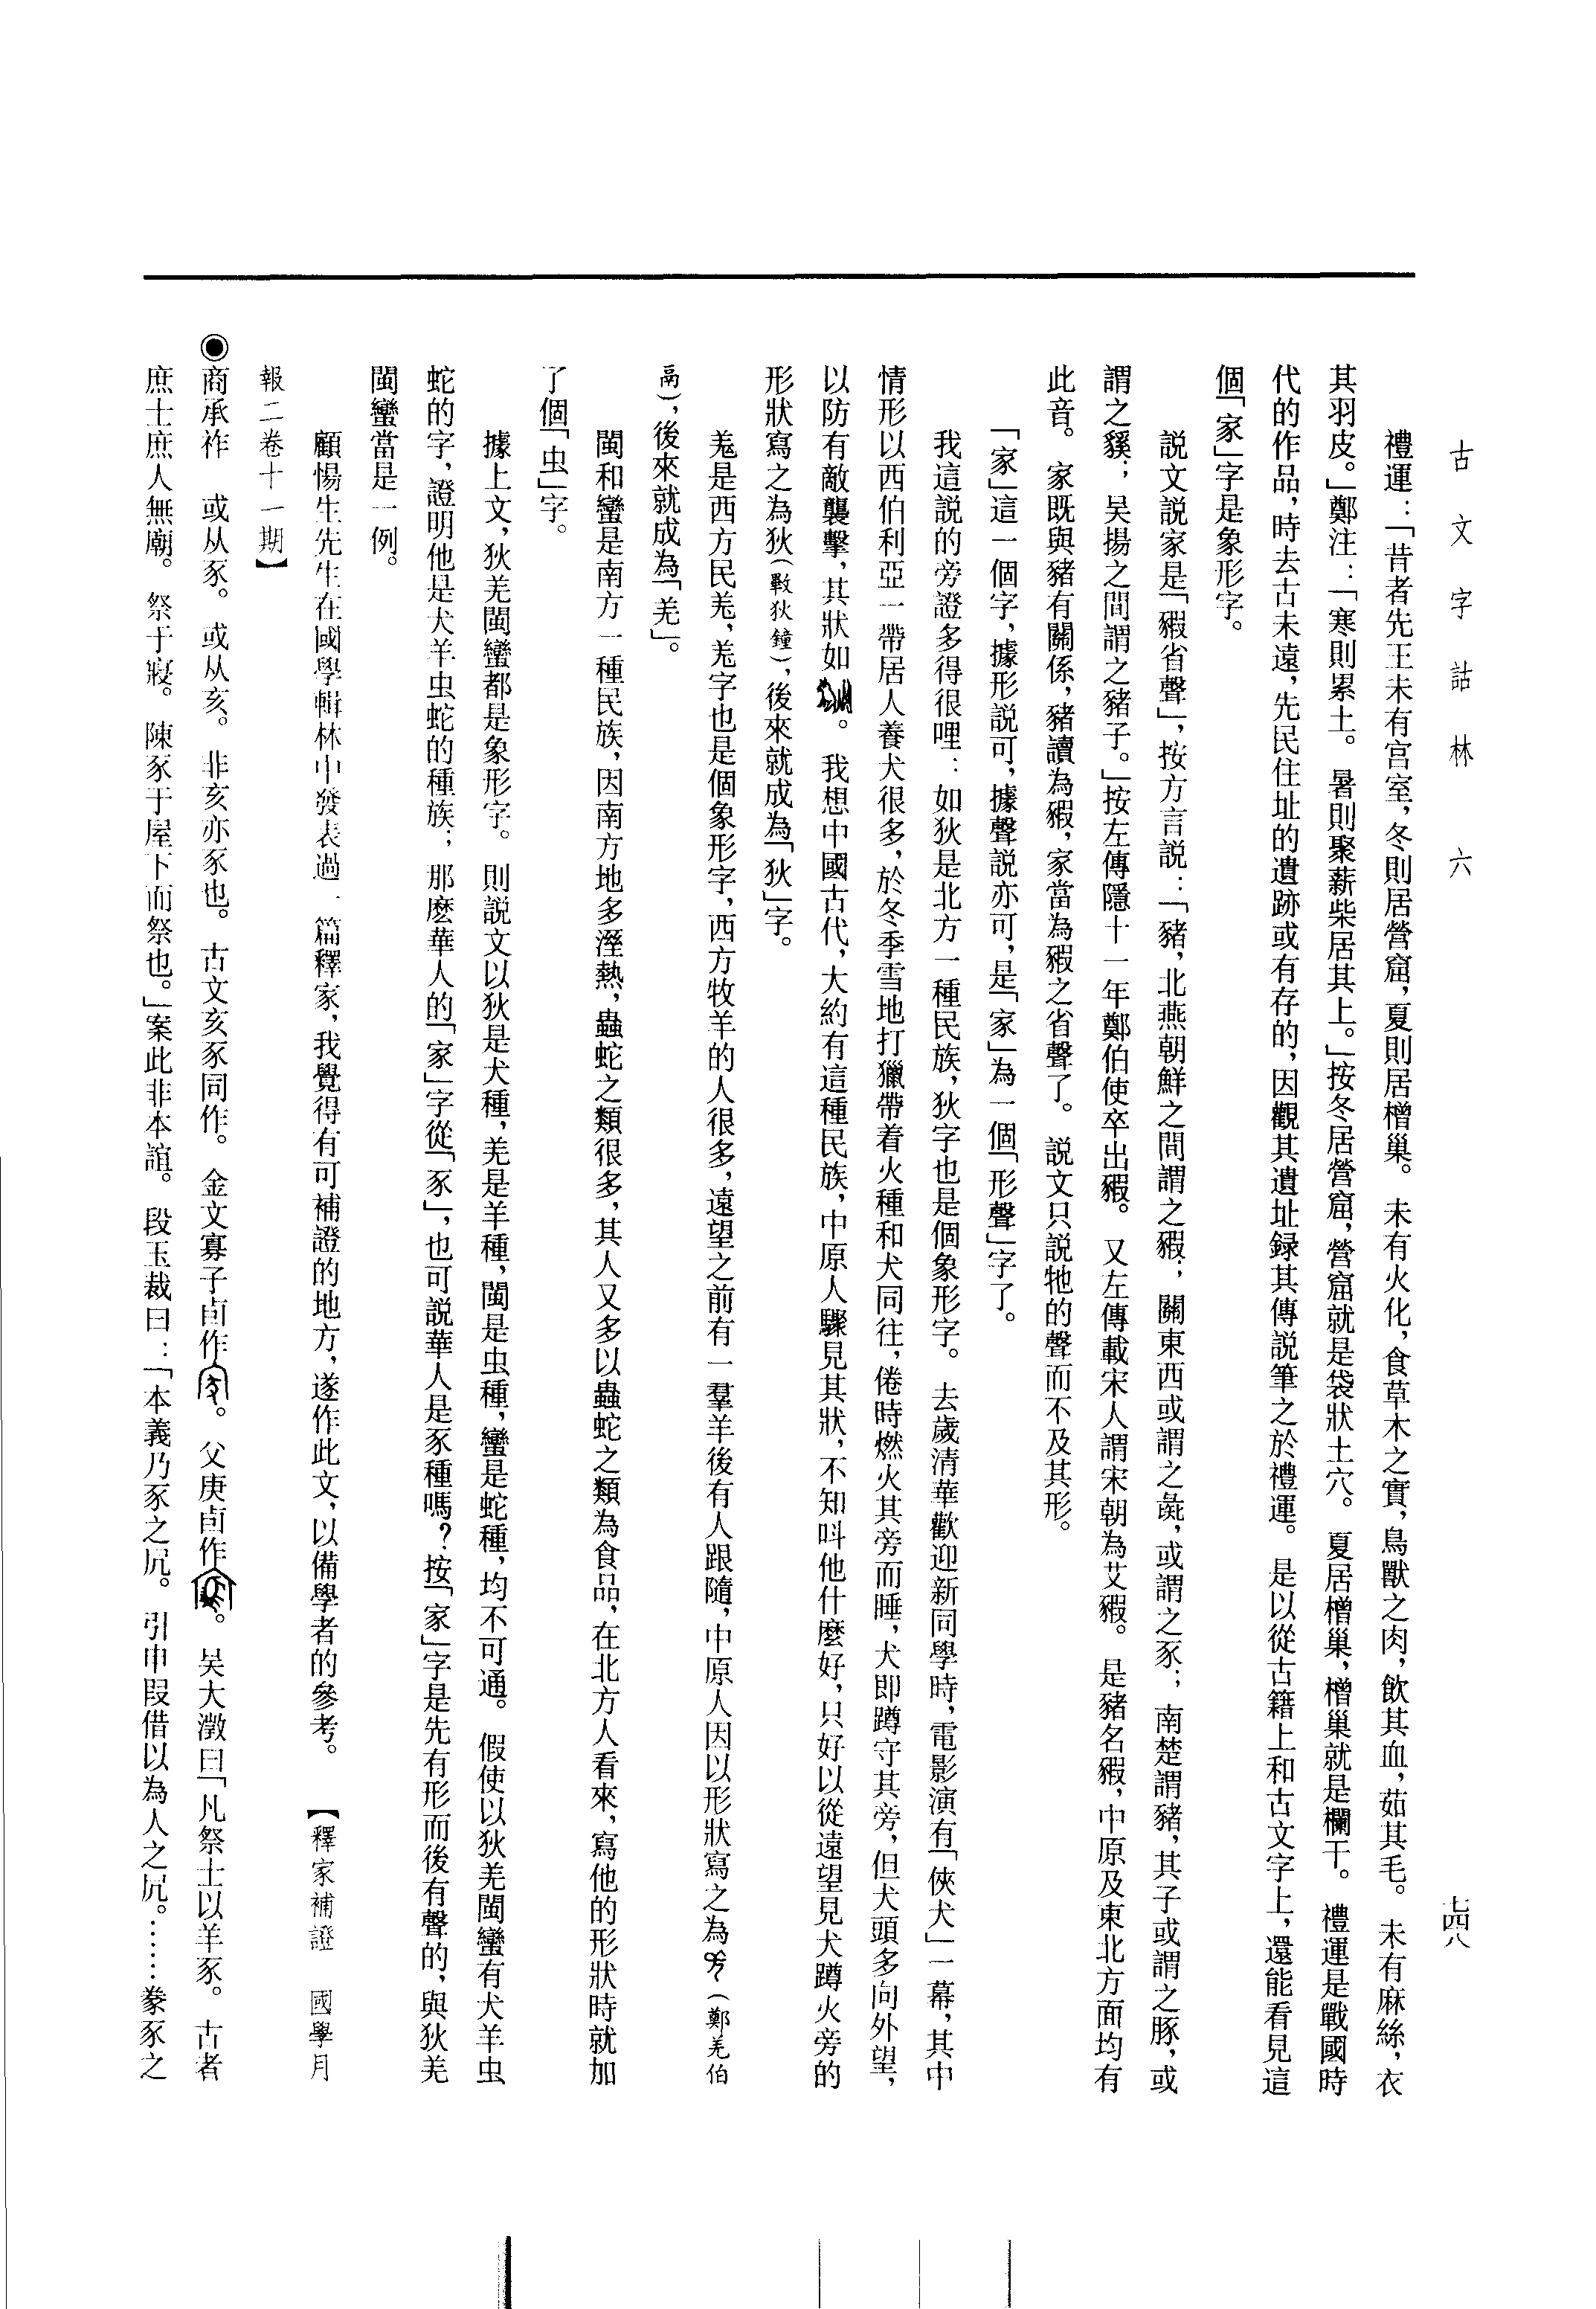 古文字詁林 六
七四八
禮運：「昔者先王未有宫室，冬則居營窟，夏則居橧巢。未有火化，食草木之實，鳥獸之肉，飲其血，茹其毛。未有麻絲，衣
其羽皮。」鄭注：「寒則累土。暑則聚薪柴居其上。」按冬居營窟，營窟就是袋狀土穴。夏居橧巢，橧巢就是欄干。禮運是戰國時
代的作品，時去古未遠，先民住址的遺跡或有存的，因觀其遺址録其傳説筆之於禮運。是以從古籍上和古文字上，還能看見這
個「家」字是象形字。
説文説家是「豭省聲」，按方言説：「豬，北燕朝鮮之間謂之豭；關東西或謂之彘，或謂之豕；南楚謂豬，其子或謂之豚，或
謂之豯；吴揚之間謂之豬子。」按左傳隱十一年鄭伯使卒出豭。又左傳載宋人謂宋朝為艾豭。是豬名豭，中原及東北方面均有
此音。家既與豬有關係，豬讀為豭，家當為豭之省聲了。説文只説牠的聲而不及其形。
「家」這一個字，據形説可，據聲説亦可，是「家」為一個「形聲」字了。
我這説的旁證多得很哩：如狄是北方一種民族，狄字也是個象形字。去歲清華歡迎新同學時，電影演有「俠犬」一幕，其中
情形以西伯利亞一帶居人養犬很多，於冬季雪地打獵帶着火種和犬同往，倦時燃火其旁而睡，犬即蹲守其旁，但犬頭多向外望，
以防有敵襲擊，其狀如。我想中國古代，大約有這種民族，中原人驟見其狀，不知叫他什麽好，只好以從遠望見犬蹲火旁的
形狀寫之為狄（斁狄鐘），後來就成為「狄」字。
羌是西方民羌，羌字也是個象形字，西方牧羊的人很多，遠望之前有一羣羊後有人跟隨，中原人因以形狀寫之為（鄭羌伯
鬲），後來就成為「羌」。
閩和蠻是南方一種民族，因南方地多溼熱，蟲蛇之類很多，其人又多以蟲蛇之類為食品，在北方人看來，寫他的形狀時就加
了個「虫」字。
據上文，狄羌閩蠻都是象形字。則説文以狄是犬種，羌是羊種，閩是虫種，蠻是蛇種，均不可通。假使以狄羌閩蠻有犬羊虫
蛇的字，證明他是犬羊虫蛇的種族；那麽華人的「家」字從「豕」，也可説華人是豕種嗎？按「家」字是先有形而後有聲的，與狄羌
閩蠻當是一例。
顧惕生先生在國學輯林中發表過一篇釋家，我覺得有可補證的地方，遂作此文，以備學者的參考。【釋家補證 國學月
報二卷十一期】
◉商承祚 或从豕。或从亥。非亥亦豕也。古文亥豕同作。金文寡子卣作。父庚卣作。吴大澂曰「凡祭士以羊豕。古者
庶士庶人無廟。祭于寢。陳豕于屋下而祭也。」案此非本誼。段玉裁曰：「本義乃豕之凥。引申叚借以為人之凥。……豢豕之